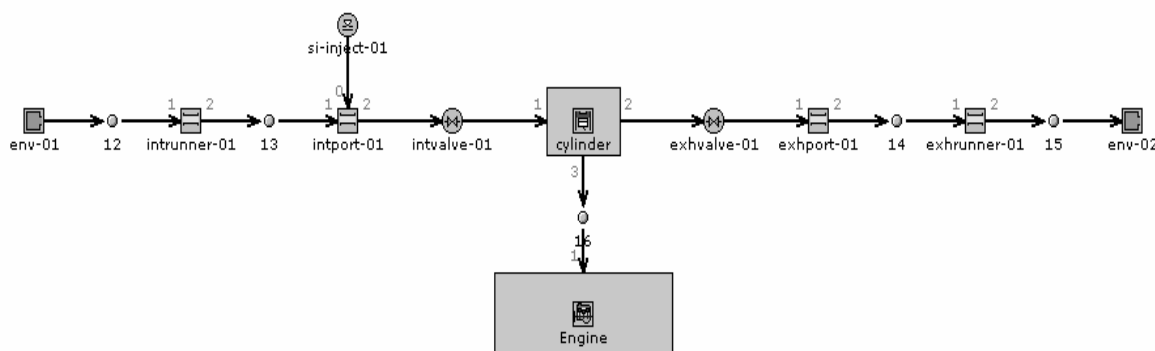 si-inject-01
0
1 2 1 2 1 2 1 2 1 2
env-01 12 intrunner-01 13 intport-01 intvalve-01 cylinder exhvalve-01 exhport-01 14 exhrunner-01 15 env-02
3
16
1
Engine